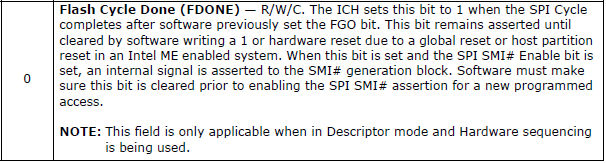 Flash Cycle Done (FDONE) — R/W/C. The ICH sets this bit to 1 when the SPI Cycle
completes after software previously set the FGO bit. This bit remains asserted until
cleared by software writing a 1 or hardware reset due to a global reset or host partition
reset in an Intel ME enabled system. When this bit is set and the SPI SMI# Enable bit is
set, an internal signal is asserted to the SMI# generation block. Software must make
0
sure this bit is cleared prior to enabling the SPI SMI# assertion for a new programmed
access.
NOTE: This field is only applicable when in Descriptor mode and Hardware sequencing
is being used.